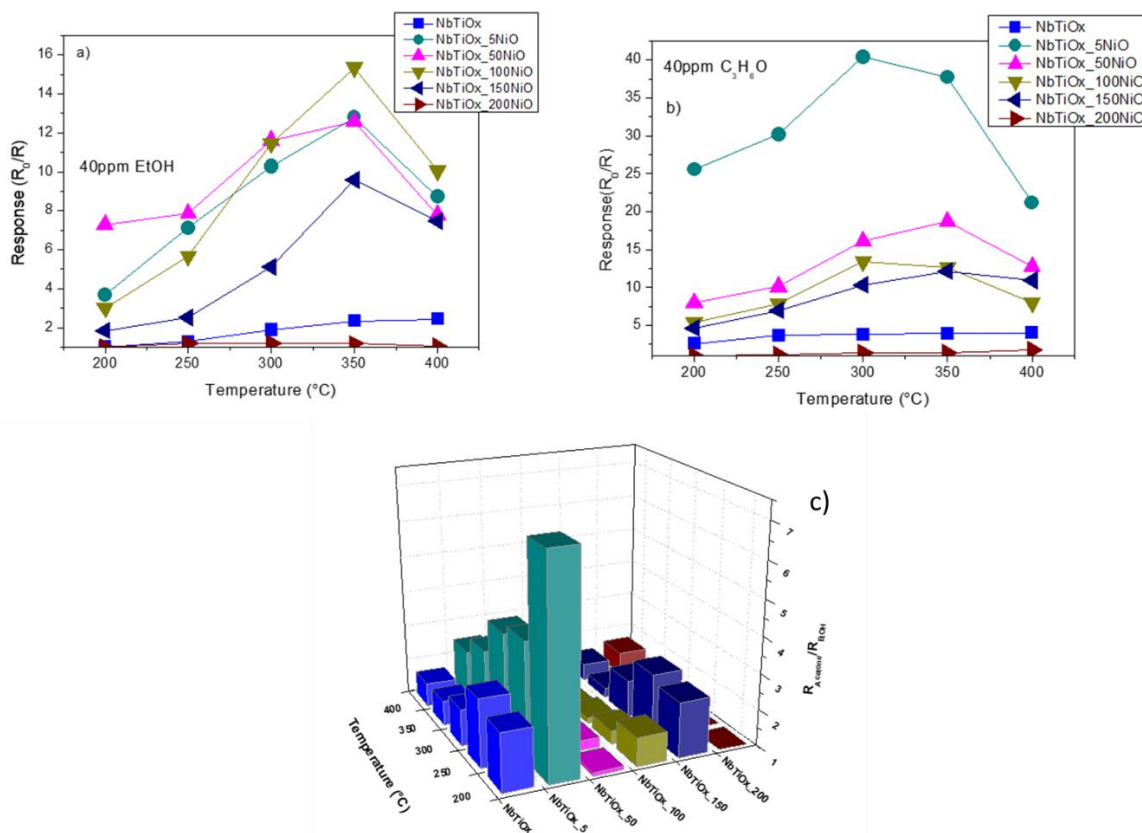 NbTiOx
NbTiOx_5NiO
NbTiOx_50NiO
NbTiOx_100NiO
NbTiOx_150NiO
NbTiOx_200NiO
a)
40ppm EtOH
Response (R₀/R)
16
14
12
10
8
6
4
2
200 250 300 350 400
Temperature (°C)
NbTiOx
NbTiOx_5NiO
NbTiOx_50NiO
NbTiOx_100NiO
NbTiOx_150NiO
NbTiOx_200NiO
40ppm C₃H₆O
b)
Response(R₀/R)
40
35
30
25
20
15
10
5
200 250 300 350 400
Temperature (°C)
c)
7
6
5
4
3
2
1
R Acetone/R EtOH
400
350
300
250
200
Temperature (°C)
NbTiOx
NbTiOx_5
NbTiOx_50
NbTiOx_100
NbTiOx_150
NbTiOx_200